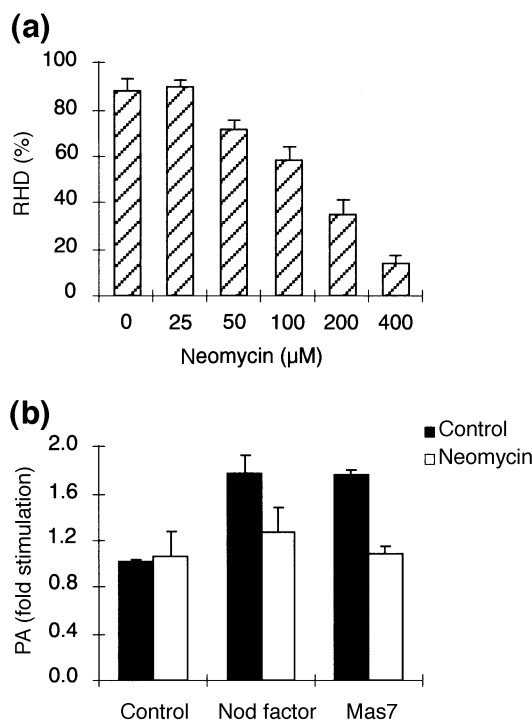 (a)
100
80
60
40
20
0
RHD (%)
0 25 50 100 200 400
Neomycin (µM)
(b)
Control
Neomycin
2.0
1.6
1.2
0.8
0.4
0.0
PA (fold stimulation)
Control Nod factor Mas7